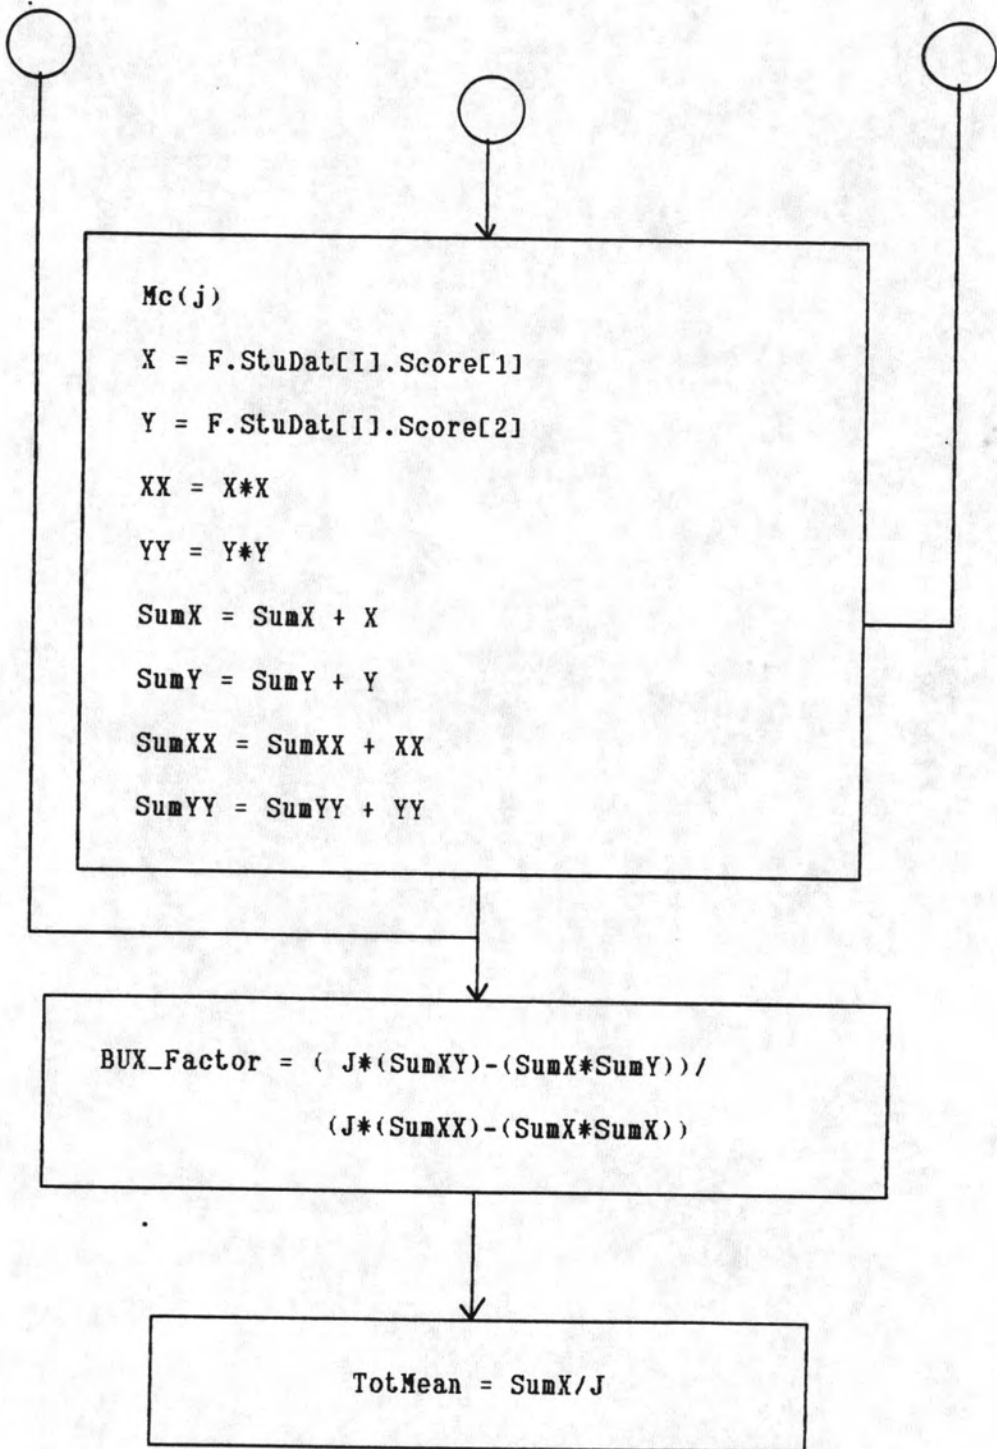 Mc(j)
X = F.StuDat[I].Score[1]
Y = F.StuDat[I].Score[2]
XX = X*X
YY = Y*Y
SumX = SumX + X
SumY = SumY + Y
SumXX = SumXX + XX
SumYY = SumYY + YY
BUX_Factor = ( J*(SumXY)-(SumX*SumY))/
(J*(SumXX)-(SumX*SumX))
TotMean = SumX/J